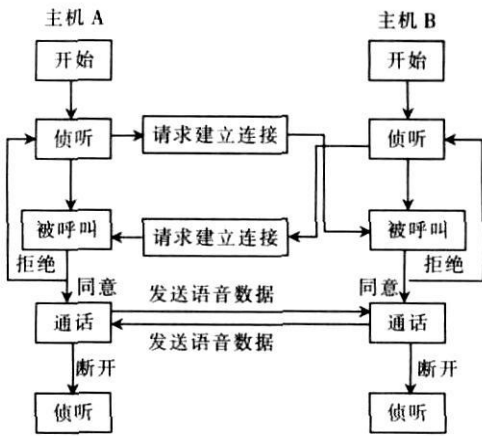 主机 A 主机 B
开始 开始
侦听 请求建立连接 侦听
被呼叫 请求建立连接 被呼叫
拒绝 拒绝
同意 发送语音数据 同意
通话 通话
发送语音数据
断开 断开
侦听 侦听